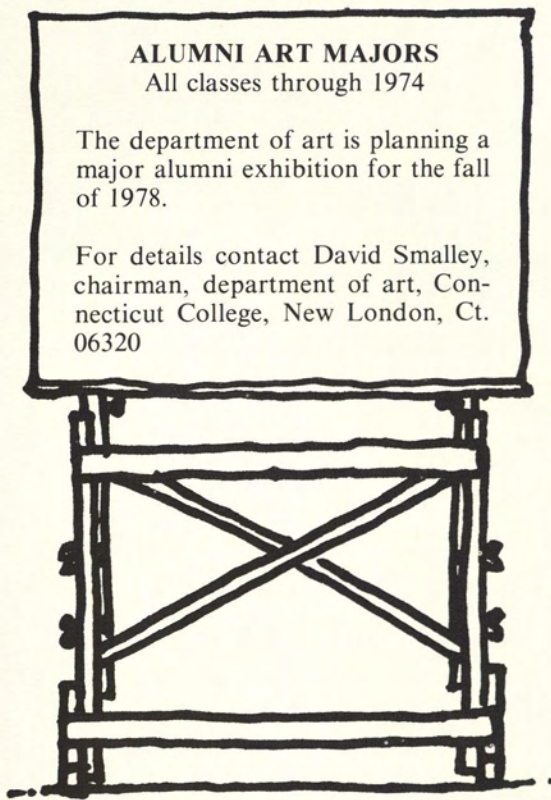 ALUMNI ART MAJORS
All classes through 1974
The department of art is planning a
major alumni exhibition for the fall
of 1978.
For details contact David Smalley,
chairman, department of art, Con-
necticut College, New London, Ct.
06320